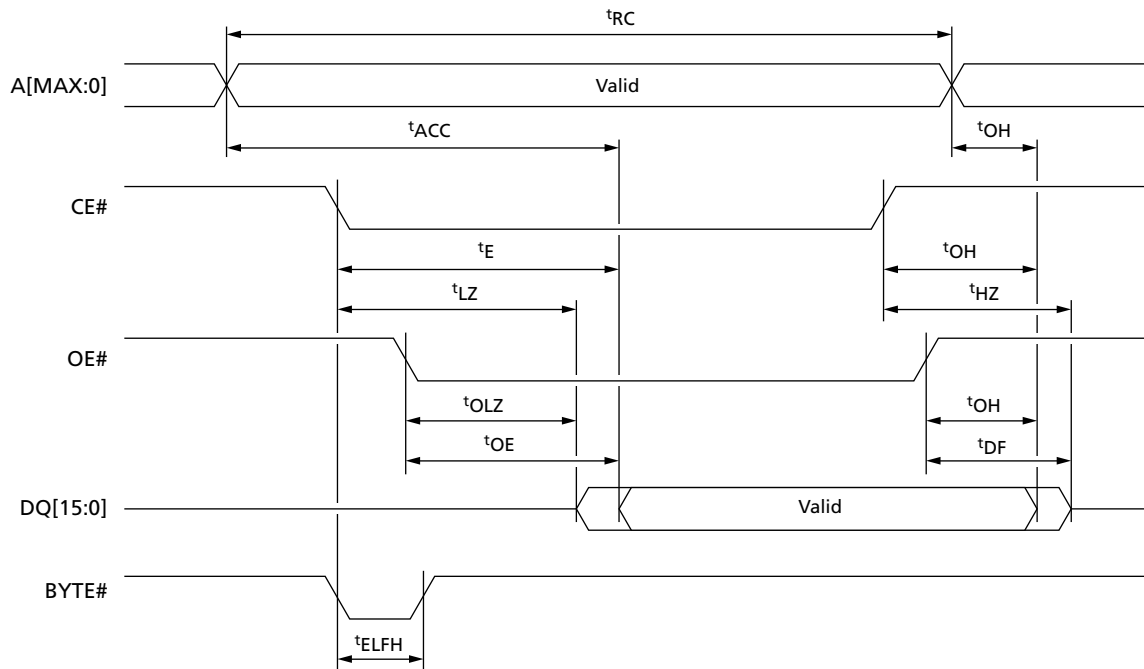 tRC
A[MAX:0]
Valid
tACC
tOH
CE#
tE
tOH
tLZ
tHZ
OE#
tOLZ
tOH
tOE
tDF
DQ[15:0]
Valid
BYTE#
tELFH